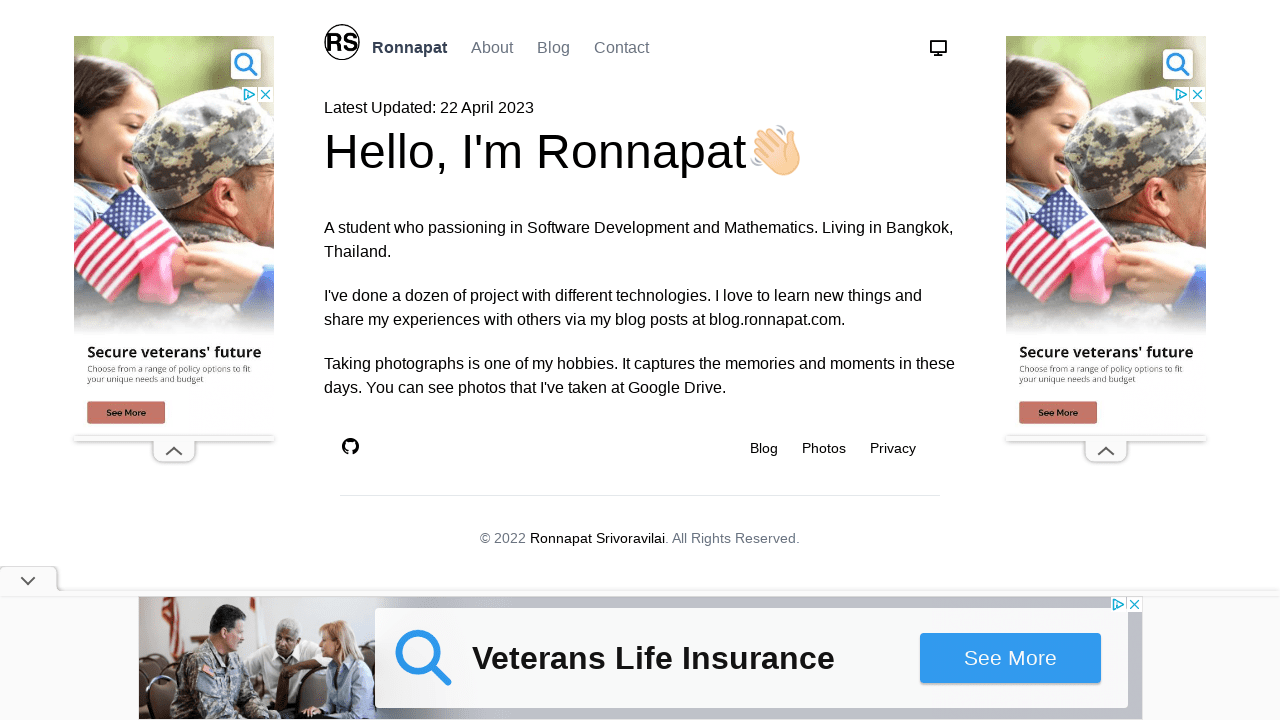 RS
Ronnapat About Blog Contact
Latest Updated: 22 April 2023
Hello, I'm Ronnapat👋🏻
A student who passioning in Software Development and Mathematics. Living in Bangkok,
Thailand.
I've done a dozen of project with different technologies. I love to learn new things and
share my experiences with others via my blog posts at blog.ronnapat.com.
Taking photographs is one of my hobbies. It captures the memories and moments in these
days. You can see photos that I've taken at Google Drive.
Blog Photos Privacy
© 2022 Ronnapat Srivoravilai. All Rights Reserved.
Secure veterans' future
Choose from a range of policy options to fit
your unique needs and budget
See More
Secure veterans' future
Choose from a range of policy options to fit
your unique needs and budget
See More
Veterans Life Insurance
See More